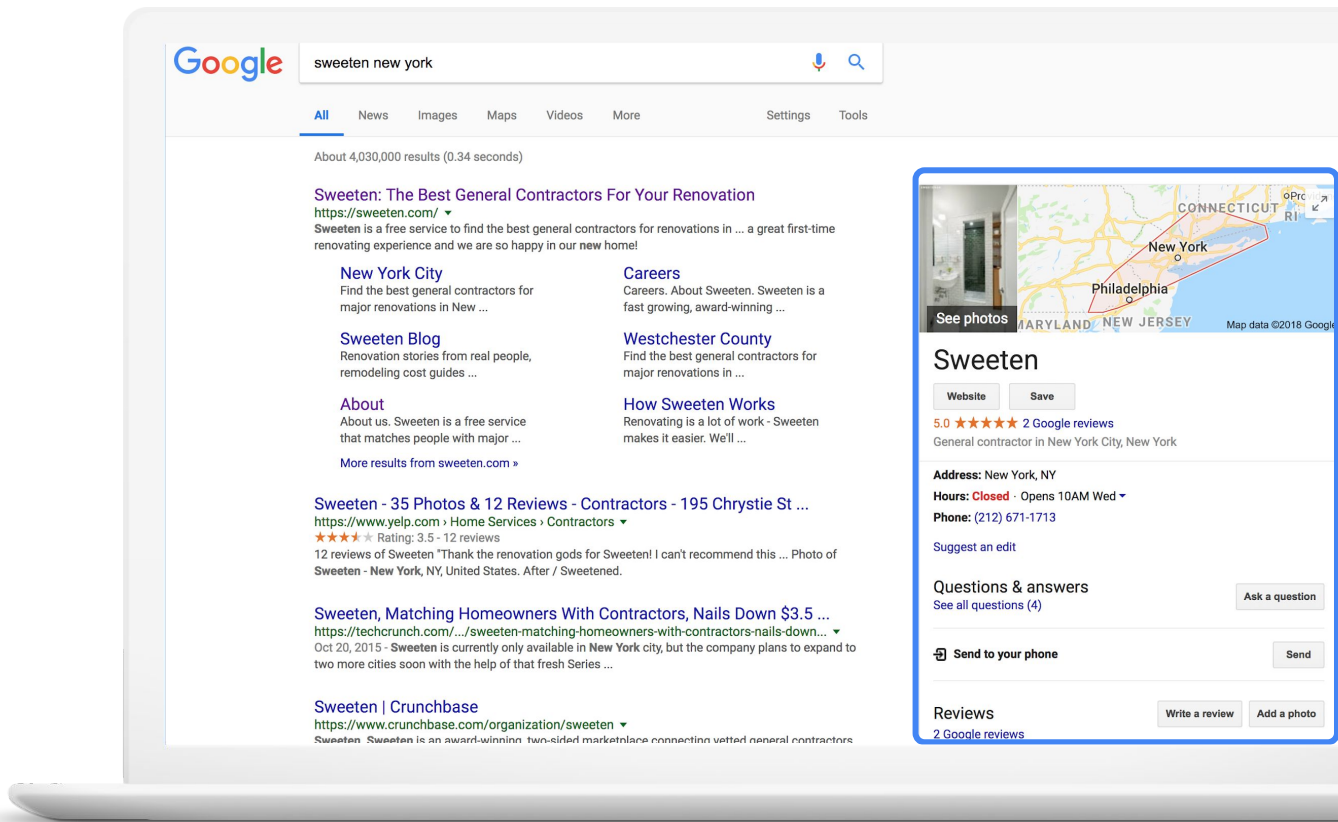 Google
sweeten new york
All News Images Maps Videos More Settings Tools
About 4,030,000 results (0.34 seconds)
Sweeten: The Best General Contractors For Your Renovation
https://sweeten.com/
Sweeten is a free service to find the best general contractors for renovations in ... a great first-time
renovating experience and we are so happy in our new home!
New York City
Find the best general contractors for
major renovations in New ...
Careers
Careers. About Sweeten. Sweeten is a
fast growing, award-winning ...
Sweeten Blog
Renovation stories from real people,
remodeling cost guides ...
Westchester County
Find the best general contractors for
major renovations in ...
About
About us. Sweeten is a free service
that matches people with major ...
How Sweeten Works
Renovating is a lot of work - Sweeten
makes it easier. We'll ...
More results from sweeten.com »
Sweeten - 35 Photos & 12 Reviews - Contractors - 195 Chrystie St ...
https://www.yelp.com › Home Services › Contractors
Rating: 3.5 - 12 reviews
12 reviews of Sweeten "Thank the renovation gods for Sweeten! I can't recommend this ... Photo of
Sweeten - New York, NY, United States. After / Sweetened.
Sweeten, Matching Homeowners With Contractors, Nails Down $3.5 ...
https://techcrunch.com/.../sweeten-matching-homeowners-with-contractors-nails-down...
Oct 20, 2015 - Sweeten is currently only available in New York city, but the company plans to expand to
two more cities soon with the help of that fresh Series ...
Sweeten | Crunchbase
https://www.crunchbase.com/organization/sweeten
Sweeten. Sweeten is an award-winning, two-sided marketplace connecting vetted general contractors
See photos
CONNECTICUT
RI
New York
Philadelphia
MARYLAND NEW JERSEY
Map data ©2018 Google
Sweeten
Website Save
5.0 ★★★★★ 2 Google reviews
General contractor in New York City, New York
Address: New York, NY
Hours: Closed · Opens 10AM Wed
Phone: (212) 671-1713
Suggest an edit
Questions & answers
See all questions (4)
Ask a question
Send to your phone
Send
Reviews
Write a review Add a photo
2 Google reviews